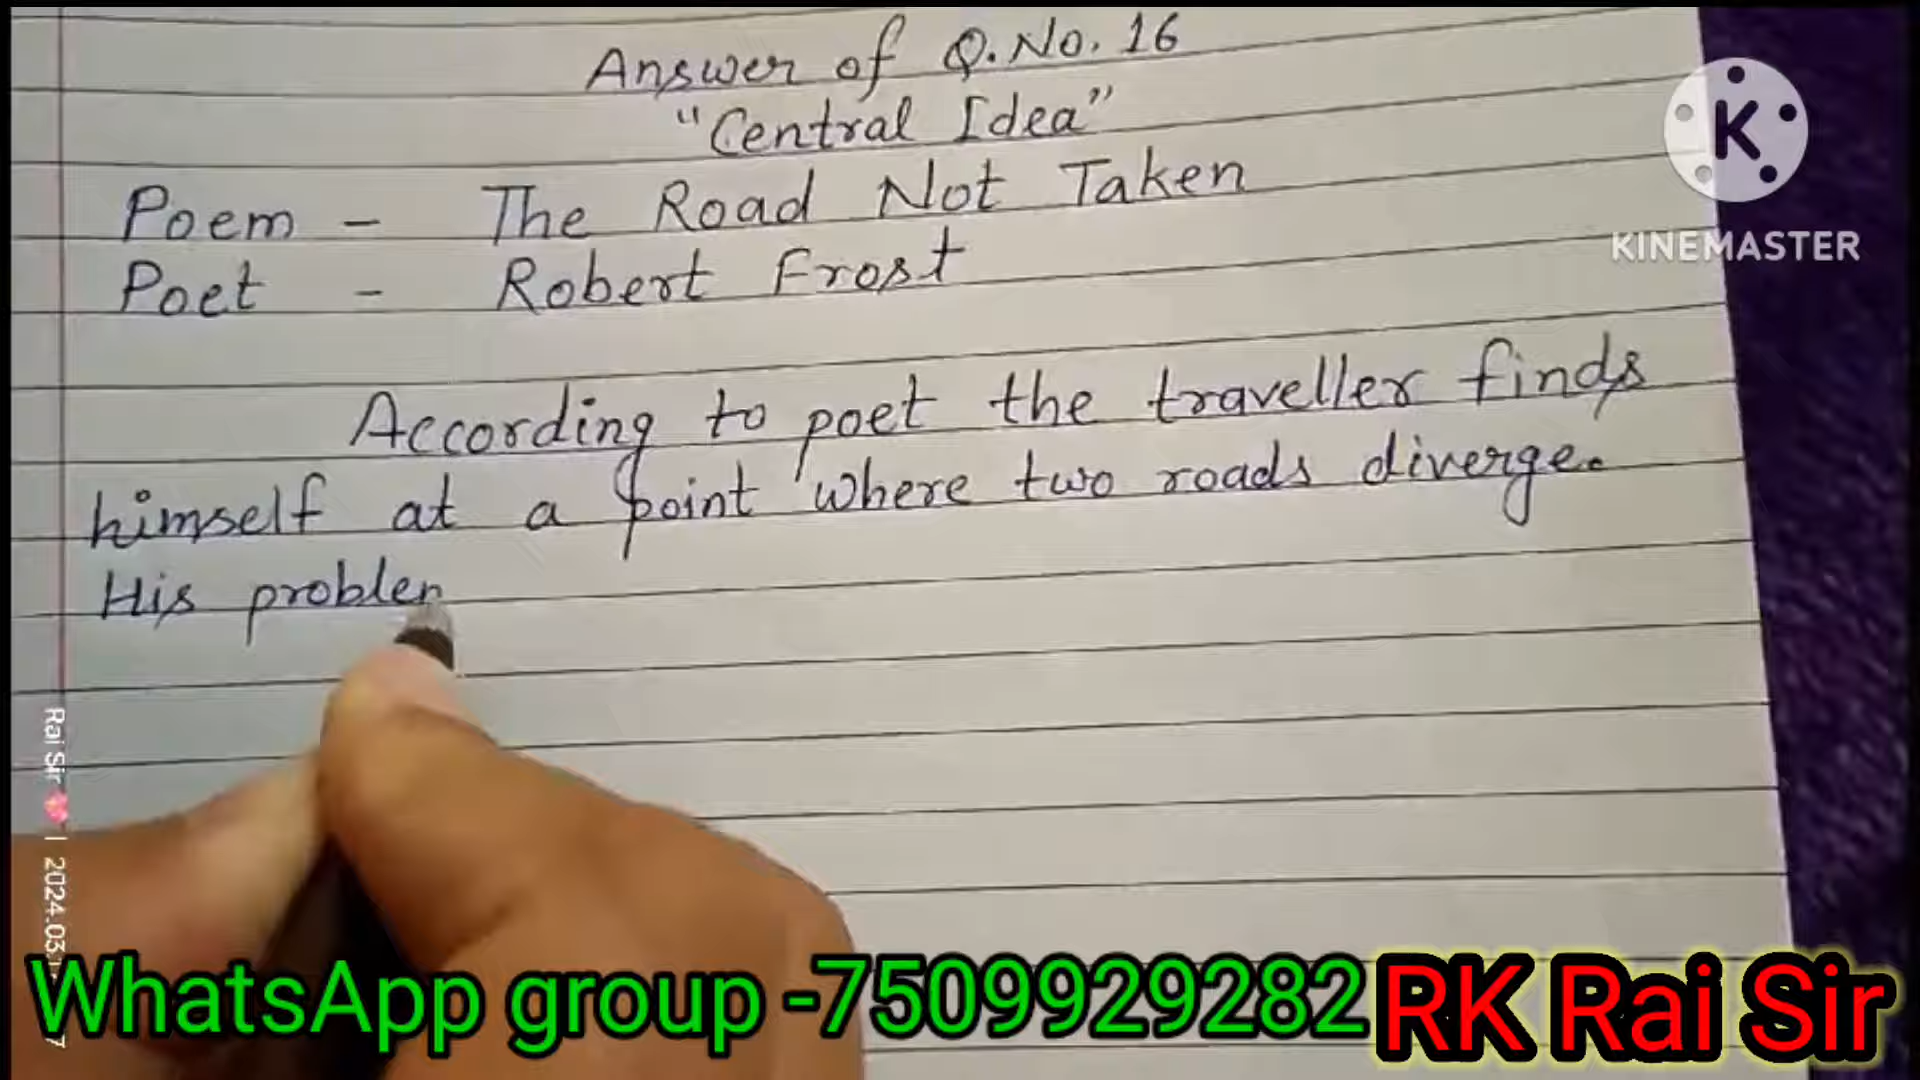 Answer of Q.No. 16
"Central Idea"
Poem - The Road Not Taken
Poet - Robert Frost
According to poet the traveller finds
himself at a point where two roads diverge.
His problem
K
KINEMASTER
Rai Sir | 2024.03.
WhatsApp group -7509929282 RK Rai Sir